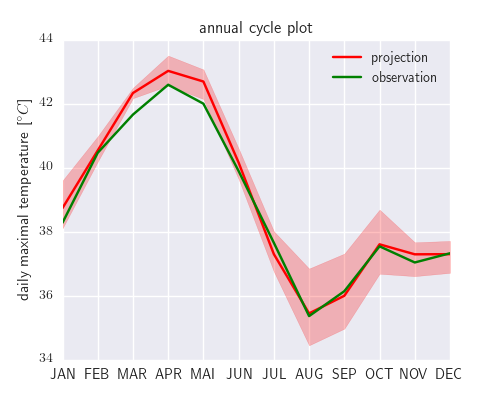 annual cycle plot
daily maximal temperature [°C]
44
42
40
38
36
34
projection
observation
JAN FEB MAR APR MAI JUN JUL AUG SEP OCT NOV DEC